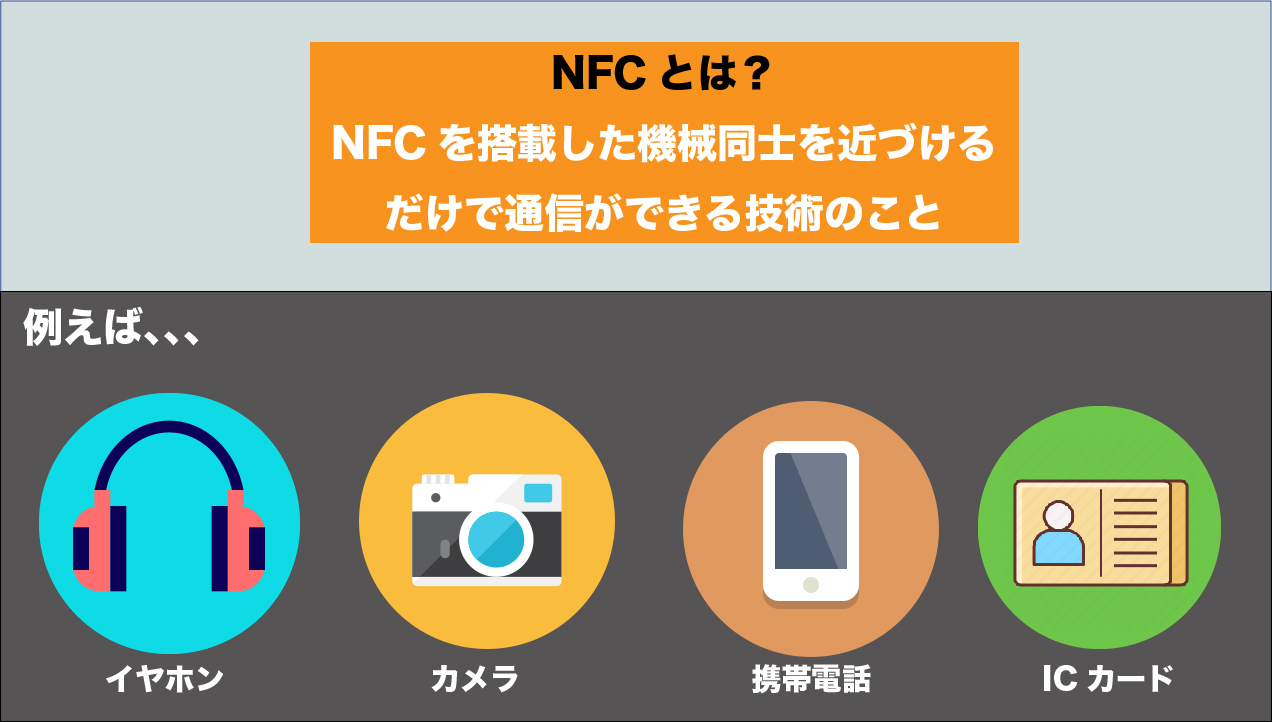 NFC とは？
NFC を搭載した機械同士を近づける
だけで通信ができる技術のこと
例えば、、、
イヤホン
カメラ
携帯電話
IC カード